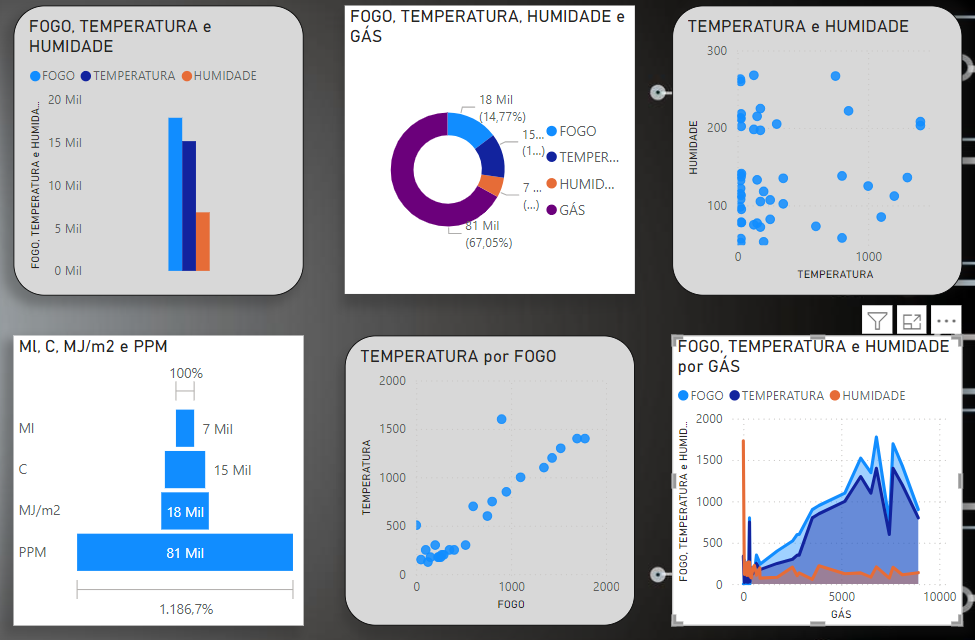 FOGO, TEMPERATURA e
HUMIDADE
FOGO TEMPERATURA HUMIDADE
FOGO, TEMPERATURA e HUMIDA...
20 Mil
15 Mil
10 Mil
5 Mil
0 Mil
FOGO, TEMPERATURA, HUMIDADE e
GÁS
18 Mil
(14,77%)
15...
(1...)
7 ...
(...)
81 Mil
(67,05%)
FOGO
TEMPER...
HUMID...
GÁS
TEMPERATURA e HUMIDADE
HUMIDADE
300
200
100
0
1000
TEMPERATURA
Ml, C, MJ/m2 e PPM
100%
Ml
7 Mil
C
15 Mil
MJ/m2
18 Mil
PPM
81 Mil
1.186,7%
TEMPERATURA por FOGO
TEMPERATURA
2000
1500
1000
500
0
0
1000
2000
FOGO
FOGO, TEMPERATURA e HUMIDADE
por GÁS
FOGO TEMPERATURA HUMIDADE
FOGO, TEMPERATURA e HUMID...
2000
1500
1000
500
0
0
5000
10000
GÁS